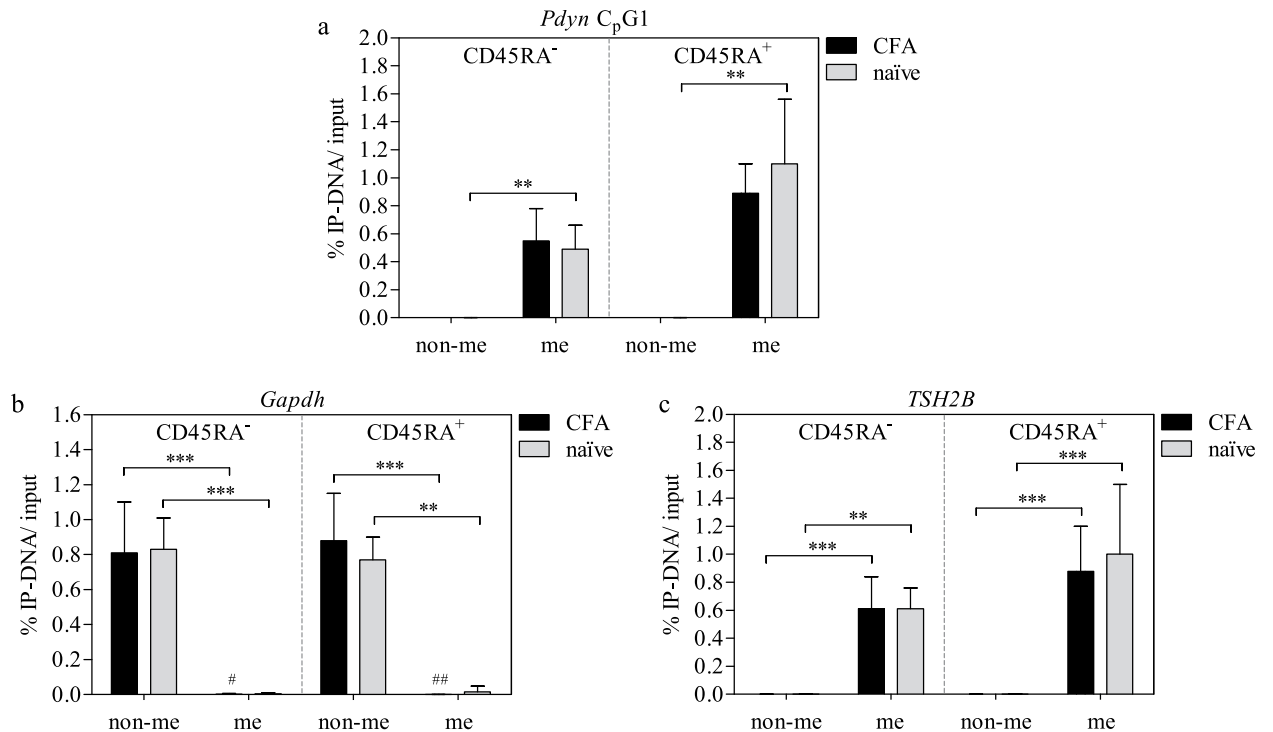 a
Pdyn CpG1
CD45RA- CD45RA+
CFA
naïve
** **
% IP-DNA/ input
2.0
1.8
1.6
1.4
1.2
1.0
0.8
0.6
0.4
0.2
0.0
non-me me non-me me
b
Gapdh
CD45RA- CD45RA+
CFA
naïve
*** ***
*** **
# ##
% IP-DNA/ input
1.6
1.4
1.2
1.0
0.8
0.6
0.4
0.2
0.0
non-me me non-me me
c
TSH2B
CD45RA- CD45RA+
CFA
naïve
*** **
*** ***
% IP-DNA/ input
2.0
1.8
1.6
1.4
1.2
1.0
0.8
0.6
0.4
0.2
0.0
non-me me non-me me